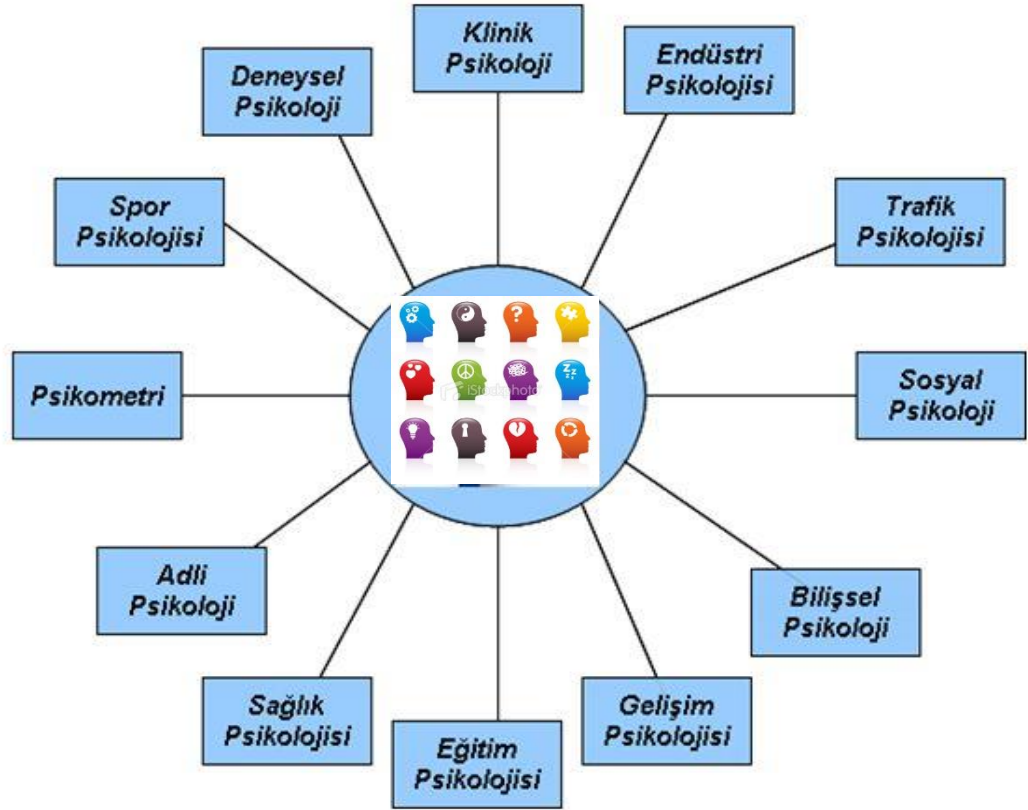 Klinik
Psikoloji
Endüstri
Psikolojisi
Trafik
Psikolojisi
Sosyal
Psikoloji
Bilişsel
Psikoloji
Gelişim
Psikolojisi
Eğitim
Psikolojisi
Sağlık
Psikolojisi
Adli
Psikoloji
Psikometri
Spor
Psikolojisi
Deneysel
Psikoloji
?
Z Z Z
iStockphoto